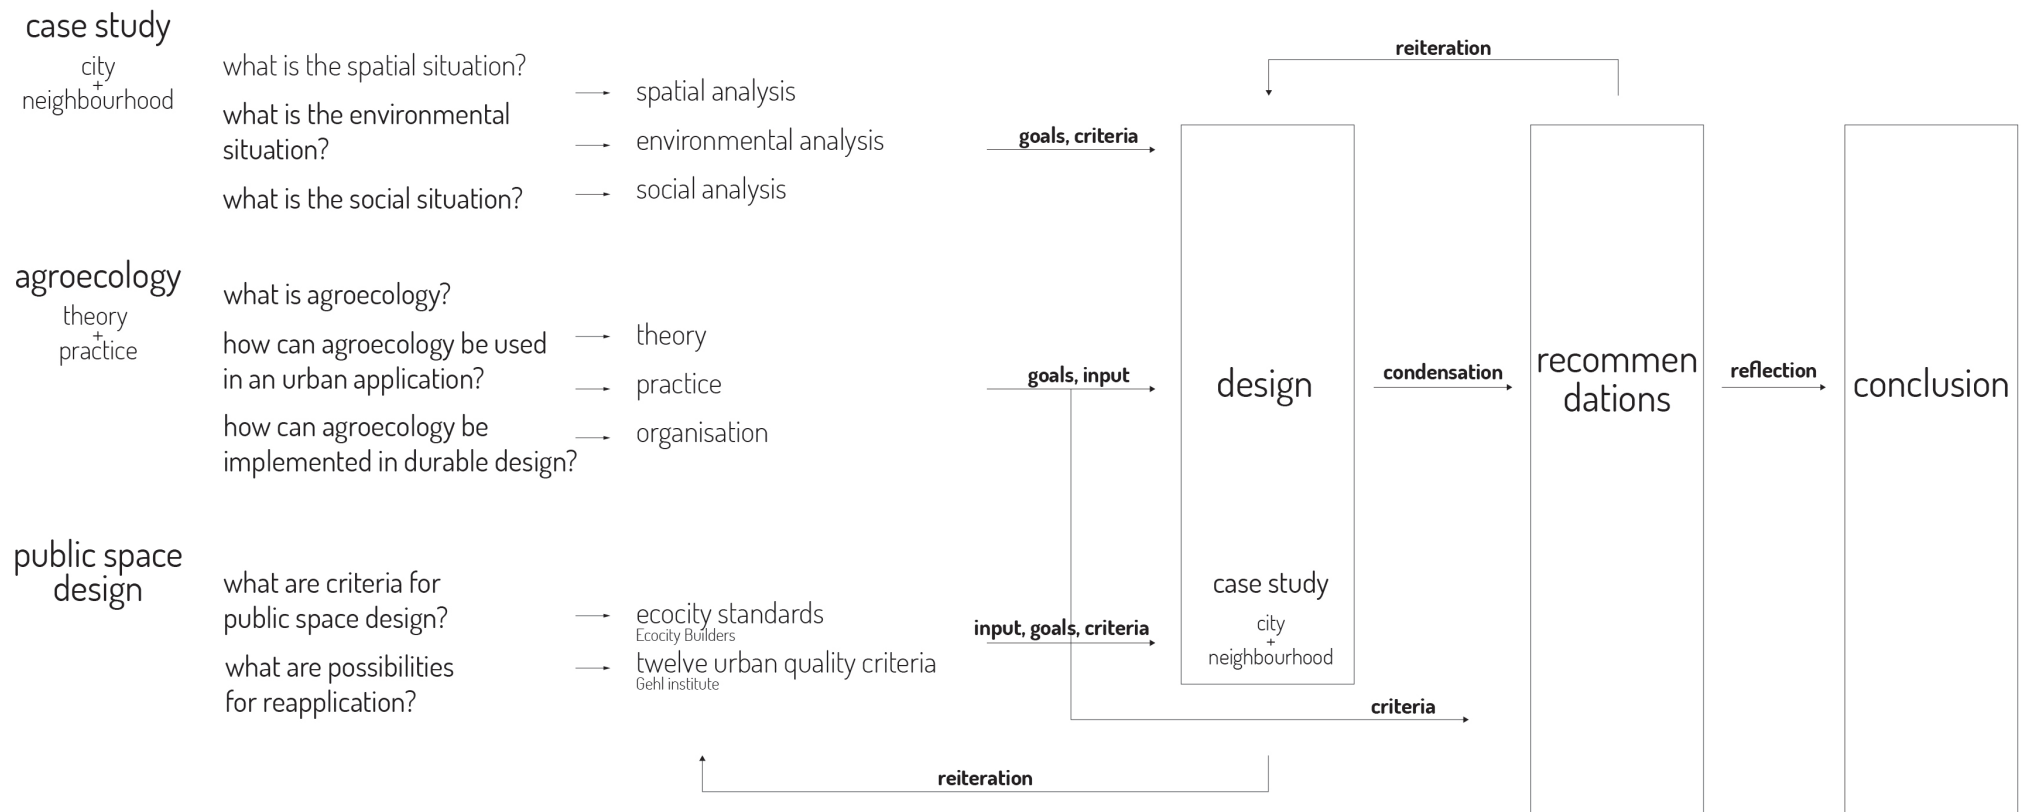 case study
city
+
neighbourhood
what is the spatial situation?
what is the environmental
situation?
what is the social situation?
spatial analysis
environmental analysis
social analysis
goals, criteria
reiteration
agroecology
theory
+
practice
what is agroecology?
how can agroecology be used
in an urban application?
how can agroecology be
implemented in durable design?
theory
practice
organisation
goals, input
design
condensation
recommen
dations
reflection
conclusion
public space
design
what are criteria for
public space design?
what are possibilities
for reapplication?
ecocity standards
Ecocity Builders
twelve urban quality criteria
Gehl institute
input, goals, criteria
case study
city
+
neighbourhood
criteria
reiteration